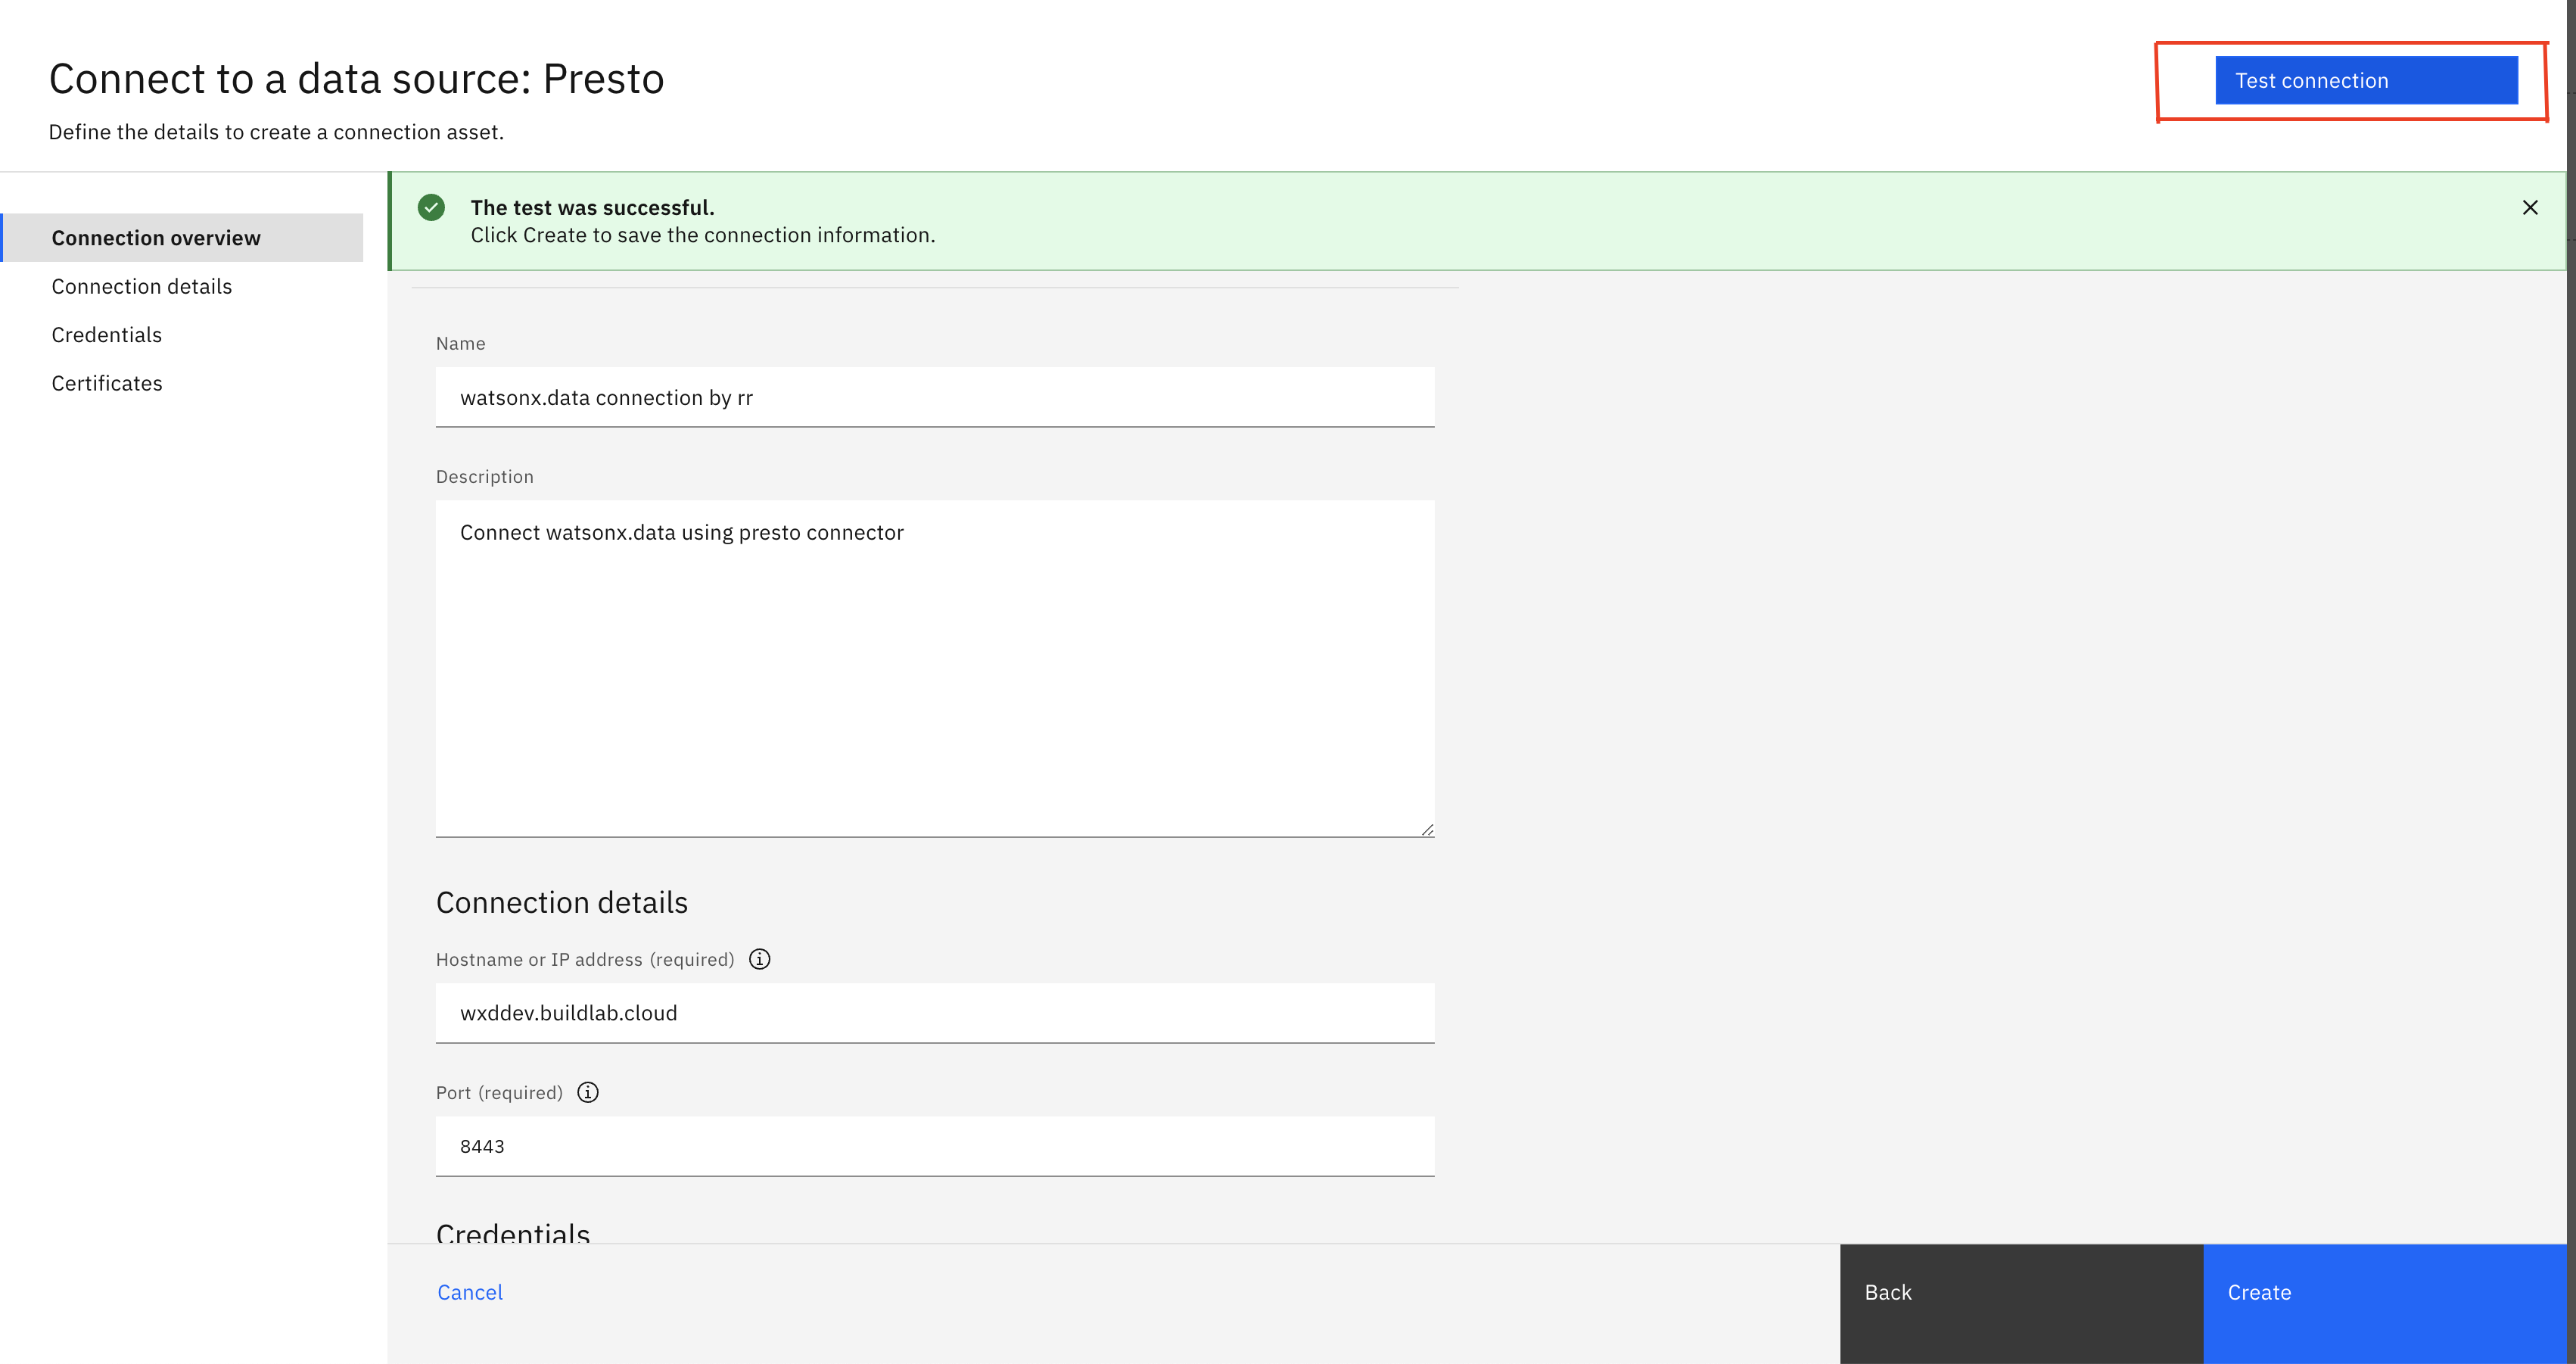 Connect to a data source: Presto
Test connection
Define the details to create a connection asset.
Connection overview
Connection details
Credentials
Certificates
The test was successful.
Click Create to save the connection information.
Name
watsonx.data connection by rr
Description
Connect watsonx.data using presto connector
Connection details
Hostname or IP address (required)
wxddev.buildlab.cloud
Port (required)
8443
Credentials
Cancel
Back
Create